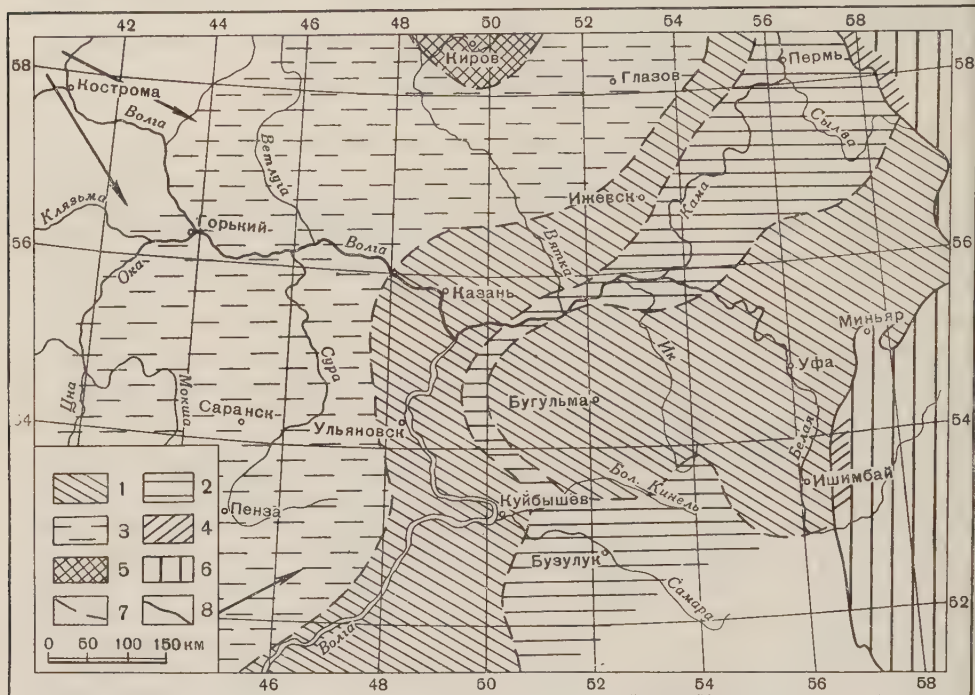 42 44 46 48 50 52 54 56 58
58 Киров Пермь 58
Глазов
Кострома
Волга
Сылва
Ветлуга
Кама
Ижевск
Клязьма
Горький
Вятка
56 Волга 56
Ока
Казань
Миньяр
Ик
Сура
Уфа
Цна
Мокша
Бугульма
Саранск
54 Ульяновск 54
Белая
Бол. Кинель
Ишимбай
1 2
Куйбышев
3 Пенза 4
Бузулук
5 6
Самара
52
7 8
Волга
0 50 100 150 км
46 48 50 52 54 56 58